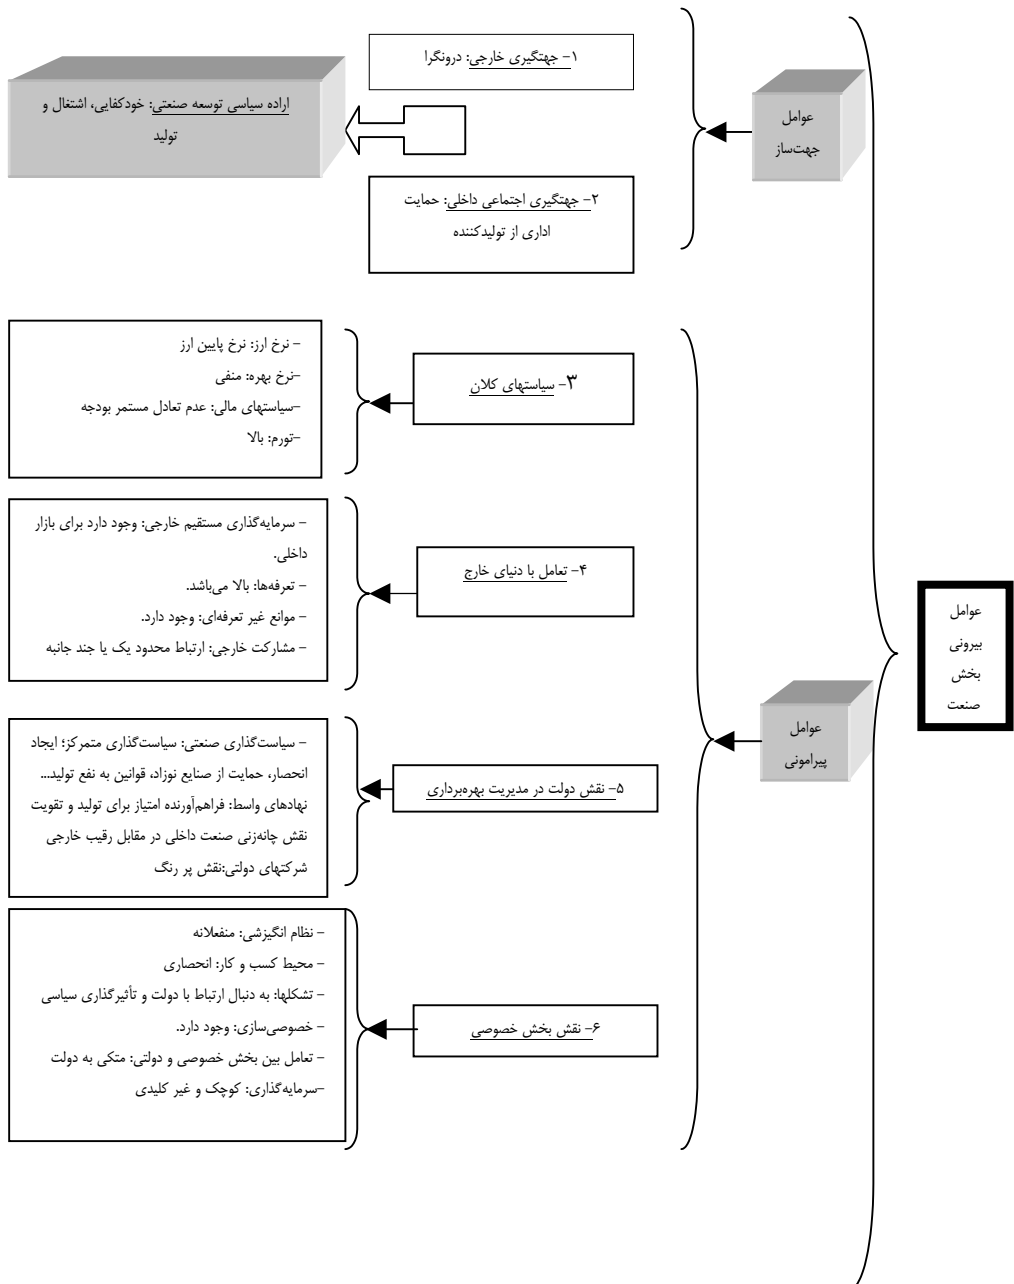 عوامل
بیرونی
بخش
صنعت
عوامل
جهت‌ساز
۱- جهتگیری خارجی: درونگرا
۲- جهتگیری اجتماعی داخلی: حمایت
اداری از تولیدکننده
اراده سیاسی توسعه صنعتی: خودکفایی، اشتغال و
تولید
عوامل
پیرامونی
۳- سیاستهای کلان
- نرخ ارز: نرخ پایین ارز
-نرخ بهره: منفی
-سیاستهای مالی: عدم تعادل مستمر بودجه
-تورم: بالا
۴- تعامل با دنیای خارج
- سرمایه‌گذاری مستقیم خارجی: وجود دارد برای بازار
داخلی.
- تعرفه‌ها: بالا می‌باشد.
- موانع غیر تعرفه‌ای: وجود دارد.
- مشارکت خارجی: ارتباط محدود یک یا جند جانبه
۵- نقش دولت در مدیریت بهره‌برداری
- سیاست‌گذاری صنعتی: سیاست‌گذاری متمرکز؛ ایجاد
انحصار، حمایت از صنایع نوزاد، قوانین به نفع تولید...
نهادهای واسط: فراهم‌آورنده امتیاز برای تولید و تقویت
نقش چانه‌زنی صنعت داخلی در مقابل رقیب خارجی
شرکتهای دولتی:نقش پر رنگ
۶- نقش بخش خصوصی
- نظام انگیزشی: منفعلانه
- محیط کسب و کار: انحصاری
- تشکلها: به دنبال ارتباط با دولت و تأثیرگذاری سیاسی
- خصوصی‌سازی: وجود دارد.
- تعامل بین بخش خصوصی و دولتی: متکی به دولت
-سرمایه‌گذاری: کوچک و غیر کلیدی